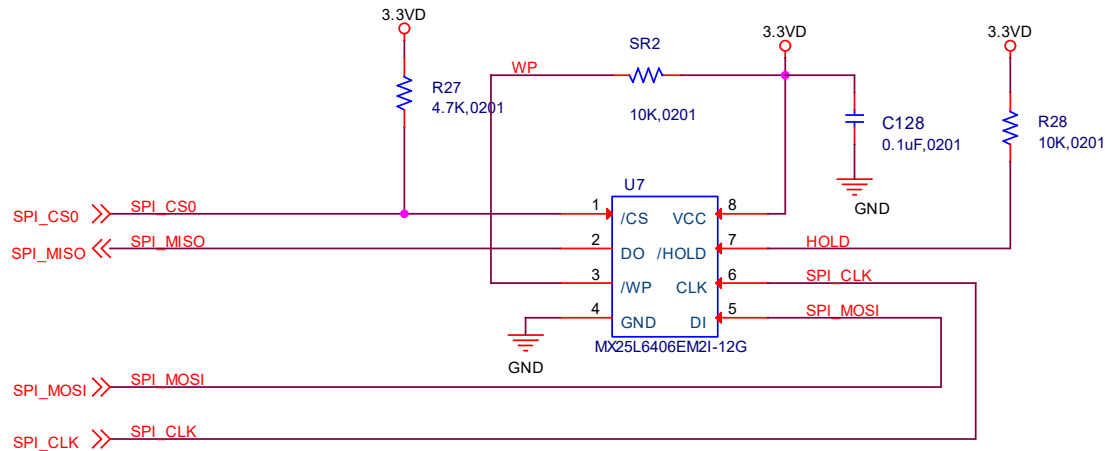 3.3VD
3.3VD
3.3VD
SR2
WP
R27
4.7K,0201
10K,0201
C128
0.1uF,0201
R28
10K,0201
GND
U7
SPI_CS0
SPI_CS0
1
/CS
VCC
8
SPI_MISO
SPI_MISO
2
DO
/HOLD
7
HOLD
3
/WP
CLK
6
SPI_CLK
4
GND
DI
5
SPI_MOSI
GND
MX25L6406EM2I-12G
SPI_MOSI
SPI_MOSI
SPI_CLK
SPI_CLK